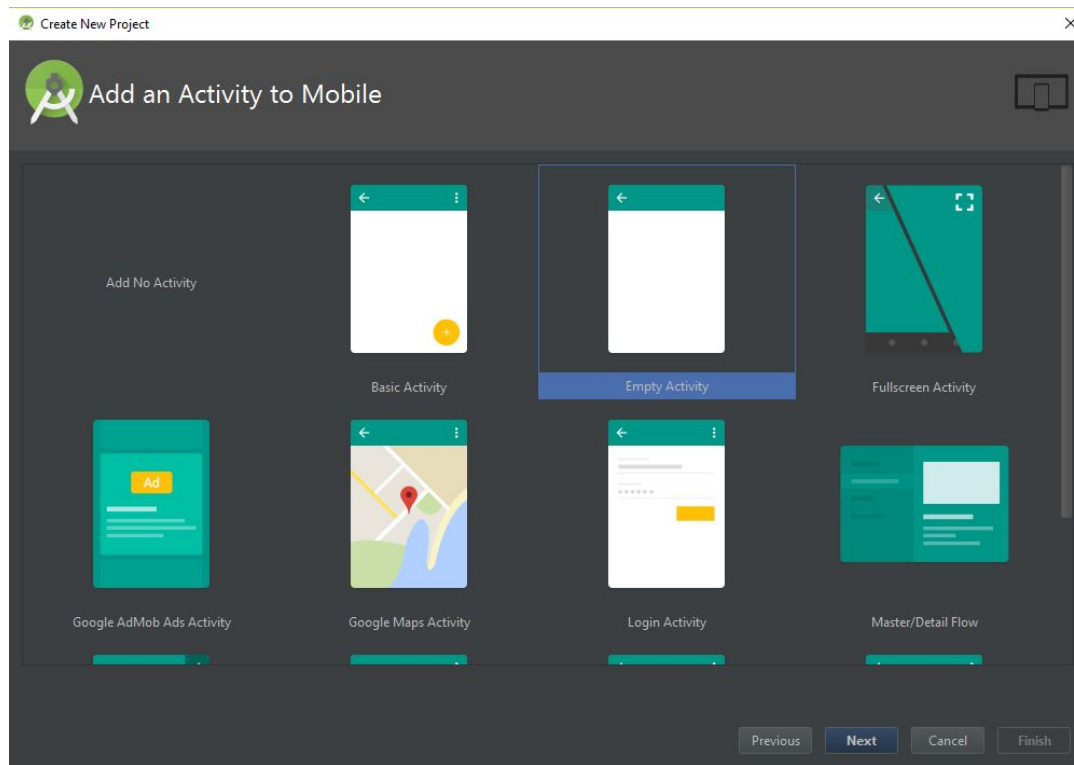 Create New Project
Add an Activity to Mobile
Add No Activity
Basic Activity
Empty Activity
Fullscreen Activity
Ad
Google AdMob Ads Activity
Google Maps Activity
Login Activity
Master/Detail Flow
Previous
Next
Cancel
Finish